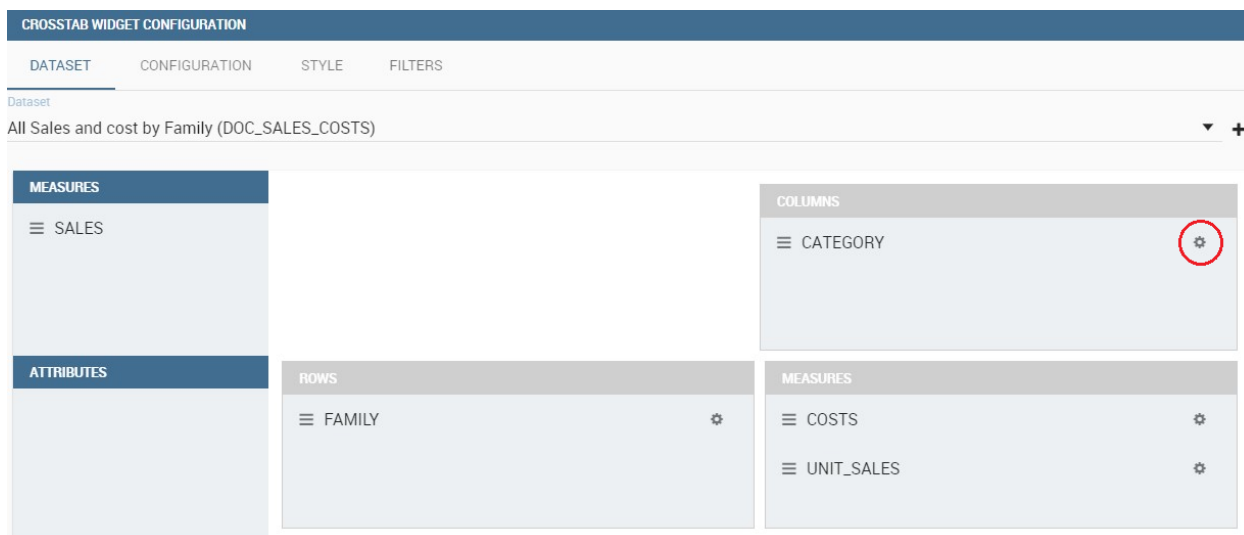 CROSSTAB WIDGET CONFIGURATION
DATASET CONFIGURATION STYLE FILTERS
Dataset
All Sales and cost by Family (DOC_SALES_COSTS)
MEASURES
SALES
COLUMNS
CATEGORY
ATTRIBUTES
ROWS
FAMILY
MEASURES
COSTS
UNIT_SALES